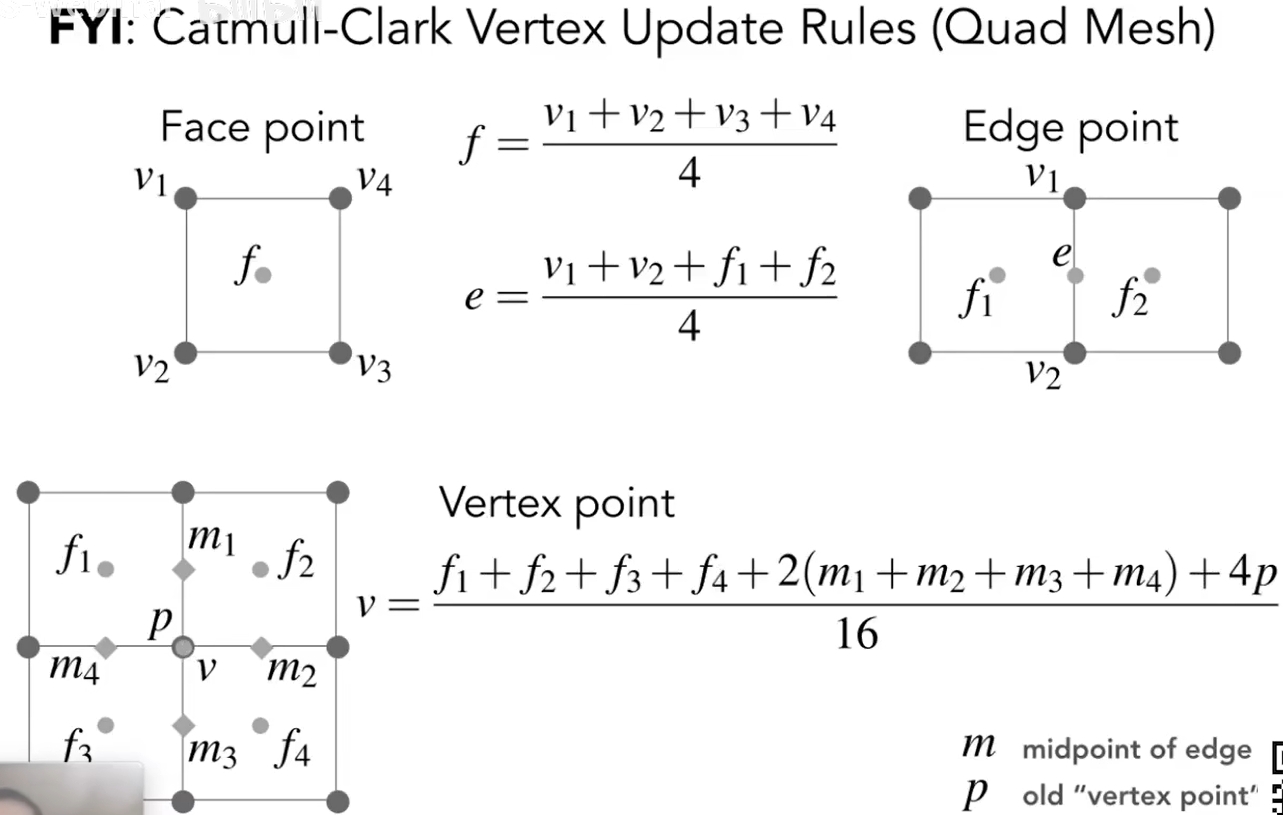 FYI: Catmull-Clark Vertex Update Rules (Quad Mesh)
Face point
f = (v₁ + v₂ + v₃ + v₄) / 4
Edge point
v₁
v₄
f
v₂
v₃
e = (v₁ + v₂ + f₁ + f₂) / 4
v₁
e
f₁
f₂
v₂
Vertex point
v = (f₁ + f₂ + f₃ + f₄ + 2(m₁ + m₂ + m₃ + m₄) + 4p) / 16
f₁
m₁
f₂
p
m₄
v
m₂
f₃
m₃
f₄
m midpoint of edge
p old "vertex point"